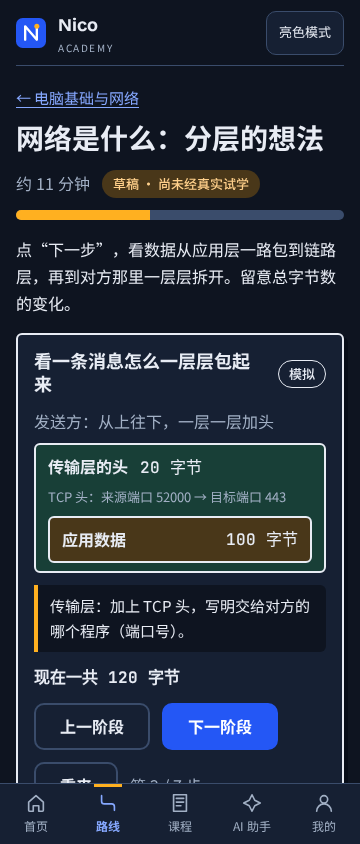 Nico
ACADEMY
亮色模式
← 电脑基础与网络
网络是什么：分层的想法
约 11 分钟
草稿 · 尚未经真实试学
点“下一步”，看数据从应用层一路包到链路
层，再到对方那里一层层拆开。留意总字节数
的变化。
看一条消息怎么一层层包起
来
模拟
发送方：从上往下，一层一层加头
传输层的头 20 字节
TCP 头：来源端口 52000 → 目标端口 443
应用数据 100 字节
传输层：加上 TCP 头，写明交给对方的
哪个程序（端口号）。
现在一共 120 字节
上一阶段
下一阶段
首页
路线
课程
AI 助手
我的